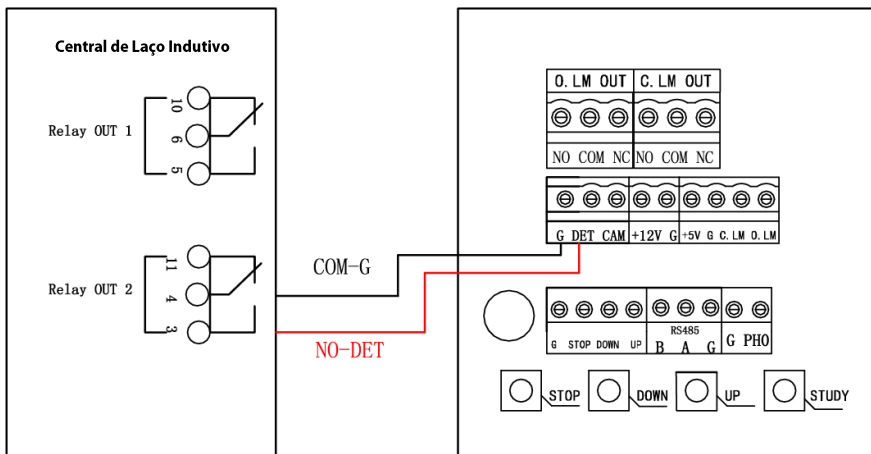 Central de Laço Indutivo
Relay OUT 1
10
6
5
Relay OUT 2
11
4
3
COM-G
NO-DET
O. LM OUT C. LM OUT
NO COM NC NO COM NC
G DET CAM +12V G +5V G C. LM O. LM
G STOP DOWN UP RS485 B A G G PHO
STOP DOWN UP STUDY